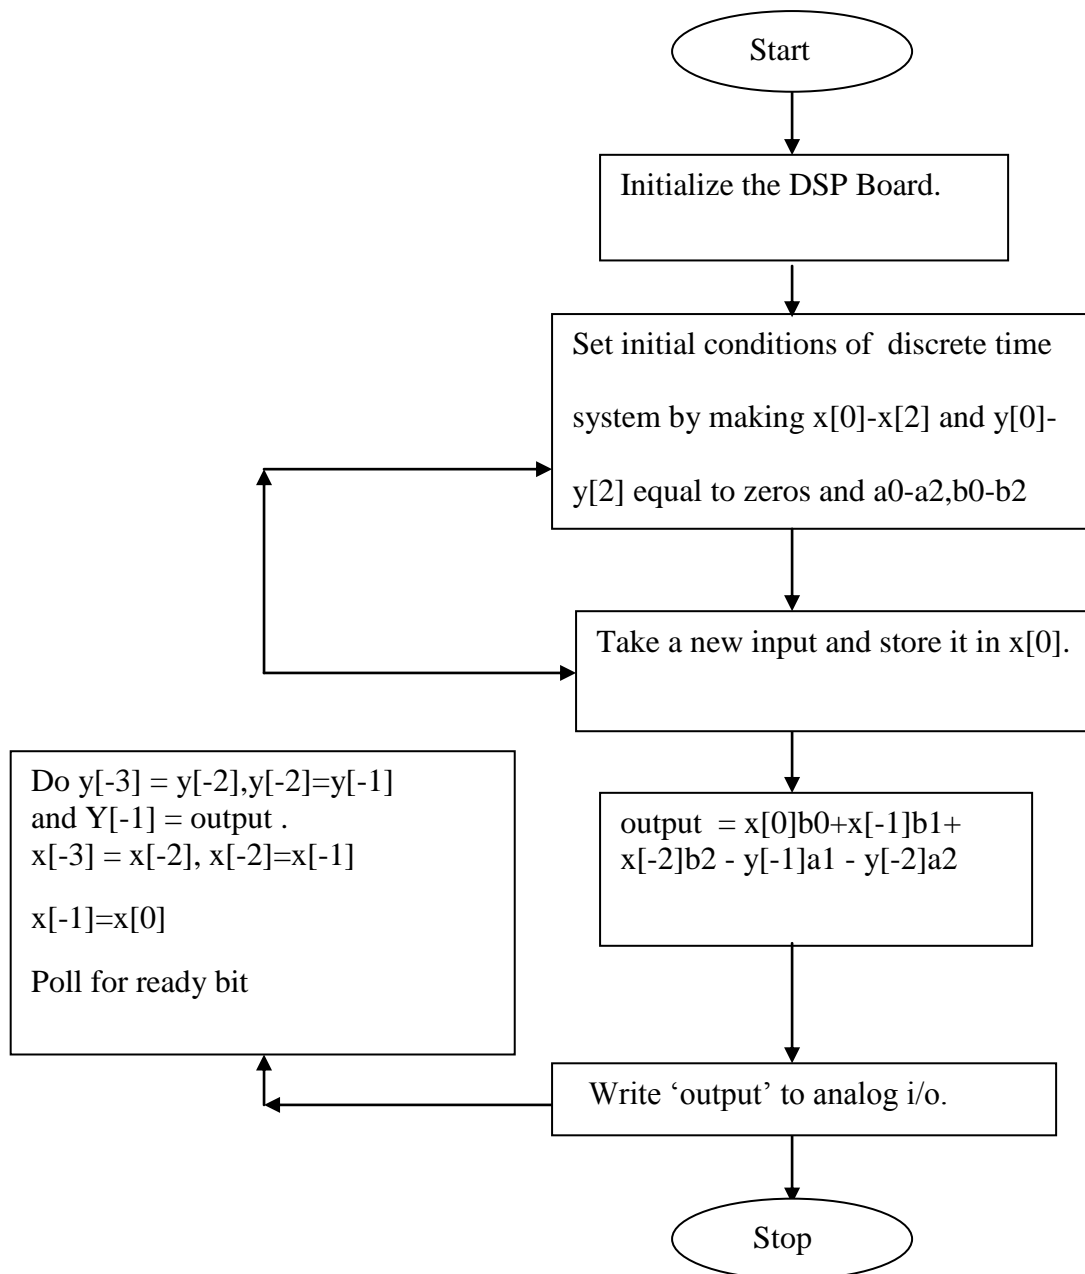 Start
Initialize the DSP Board.
Set initial conditions of  discrete time
system by making x[0]-x[2] and y[0]-
y[2] equal to zeros and a0-a2,b0-b2
Take a new input and store it in x[0].
Do y[-3] = y[-2],y[-2]=y[-1]
and Y[-1] = output .
x[-3] = x[-2], x[-2]=x[-1]
x[-1]=x[0]
Poll for ready bit
output  = x[0]b0+x[-1]b1+
x[-2]b2 - y[-1]a1 - y[-2]a2
Write ‘output’ to analog i/o.
Stop